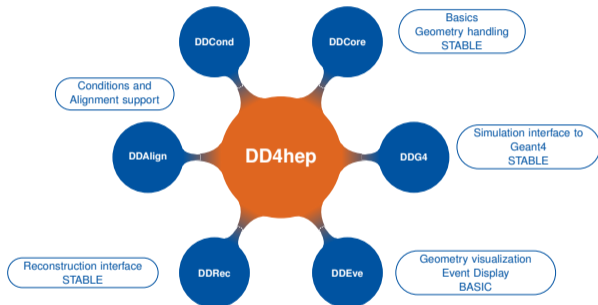 DDCond
DDCore
Basics
Geometry handling
STABLE
Conditions and
Alignment support
DDAlign
DD4hep
DDG4
Simulation interface to
Geant4
STABLE
Reconstruction interface
STABLE
DDRec
DDEve
Geometry visualization
Event Display
BASIC